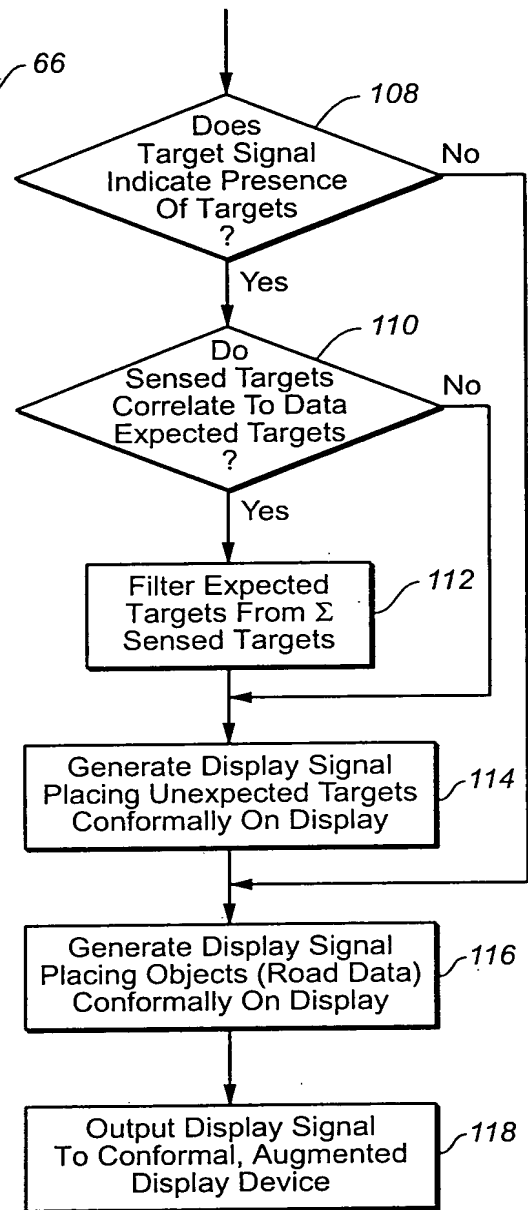 66
108
Does
Target Signal
Indicate Presence
Of Targets
?
No
Yes
110
Do
Sensed Targets
Correlate To Data
Expected Targets
?
No
Yes
Filter Expected
Targets From Σ
Sensed Targets
112
Generate Display Signal
Placing Unexpected Targets
Conformally On Display
114
Generate Display Signal
Placing Objects (Road Data)
Conformally On Display
116
Output Display Signal
To Conformal, Augmented
Display Device
118